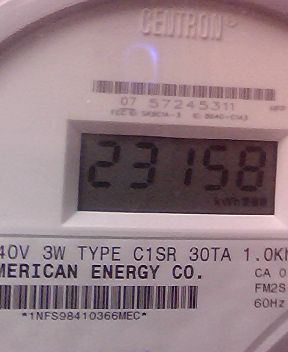 CENTRON
07 57245311
23158
kWh
40V 3W TYPE C1SR 30TA 1.0Kh
MERICAN ENERGY CO.
CA 0
FM2S
60Hz
*1NFS98410366MEC*